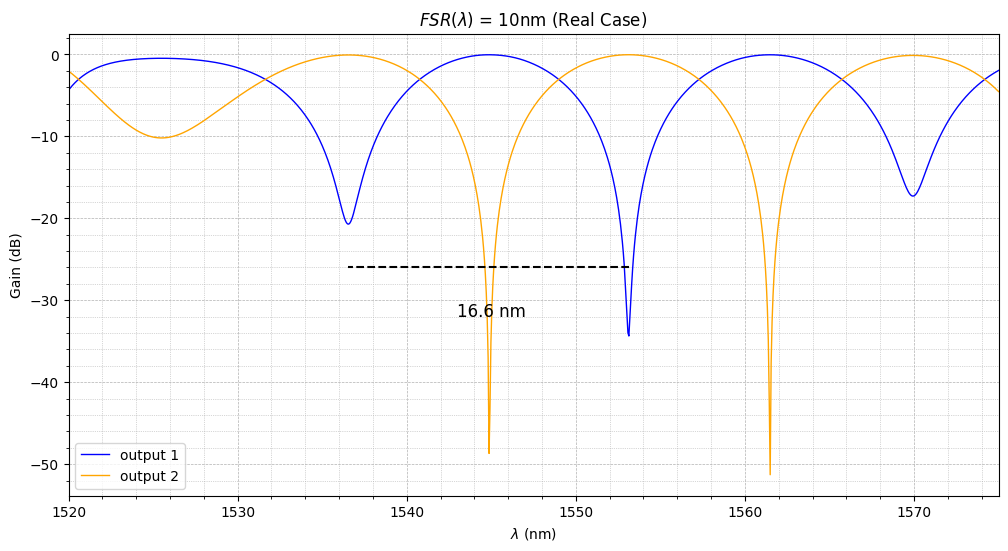 FSR(λ) = 10nm (Real Case)
0
−10
−20
−30
−40
−50
Gain (dB)
16.6 nm
output 1
output 2
1520
1530
1540
1550
1560
1570
λ (nm)